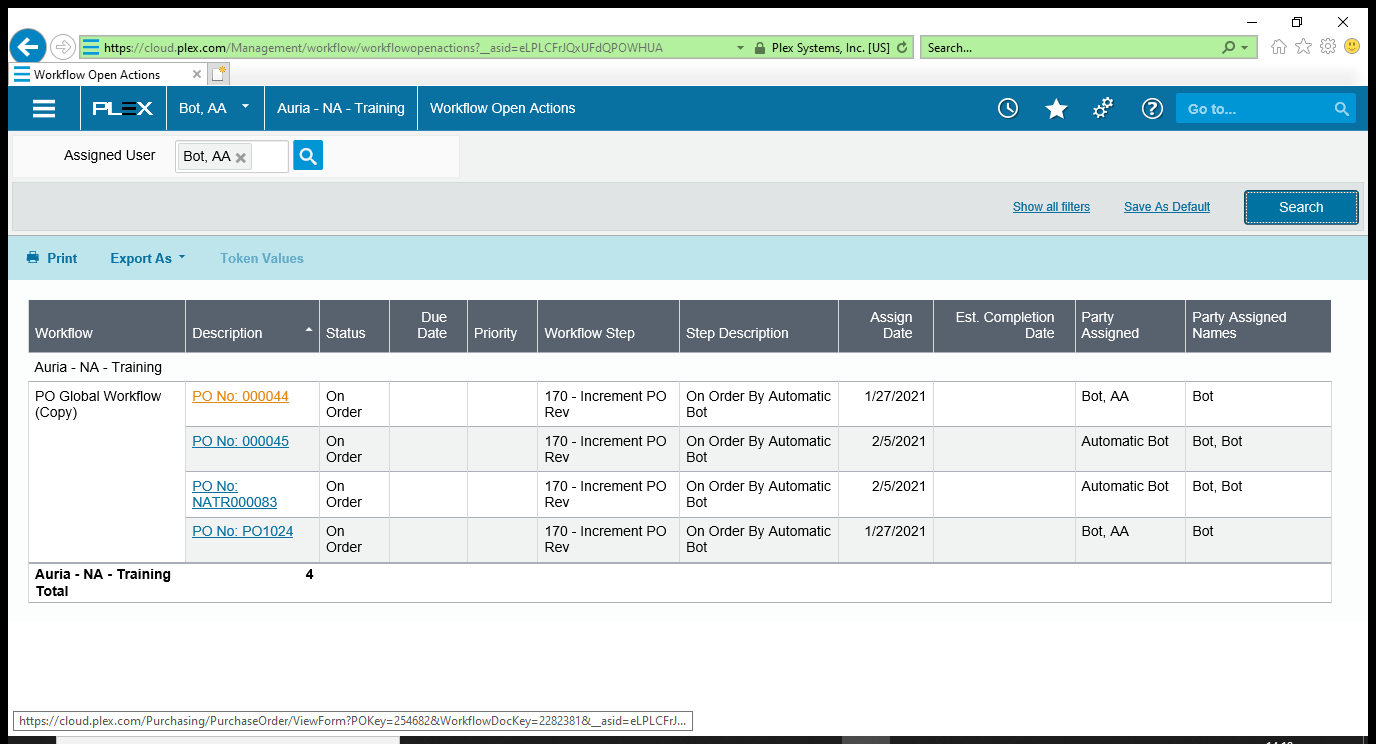 https://cloud.plex.com/Management/workflow/workflowopenactions?__asid=eLPLCFrJQxUFdQPOWHUA
Plex Systems, Inc. [US]
Search...
Workflow Open Actions
PLEX
Bot, AA
Auria - NA - Training
Workflow Open Actions
Go to...
Assigned User
Bot, AA
Show all filters
Save As Default
Search
Print
Export As
Token Values
Workflow
Description
Status
Due
Date
Priority
Workflow Step
Step Description
Assign
Date
Est. Completion
Date
Party
Assigned
Party Assigned
Names
Auria - NA - Training
PO Global Workflow
(Copy)
PO No: 000044
On
Order
170 - Increment PO
Rev
On Order By Automatic
Bot
1/27/2021
Bot, AA
Bot
PO No: 000045
On
Order
170 - Increment PO
Rev
On Order By Automatic
Bot
2/5/2021
Automatic Bot
Bot, Bot
PO No:
NATR000083
On
Order
170 - Increment PO
Rev
On Order By Automatic
Bot
2/5/2021
Automatic Bot
Bot, Bot
PO No: PO1024
On
Order
170 - Increment PO
Rev
On Order By Automatic
Bot
1/27/2021
Bot, AA
Bot
Auria - NA - Training
Total
4
https://cloud.plex.com/Purchasing/PurchaseOrder/ViewForm?POKey=254682&WorkflowDocKey=2282381&__asid=eLPLCFrJ...